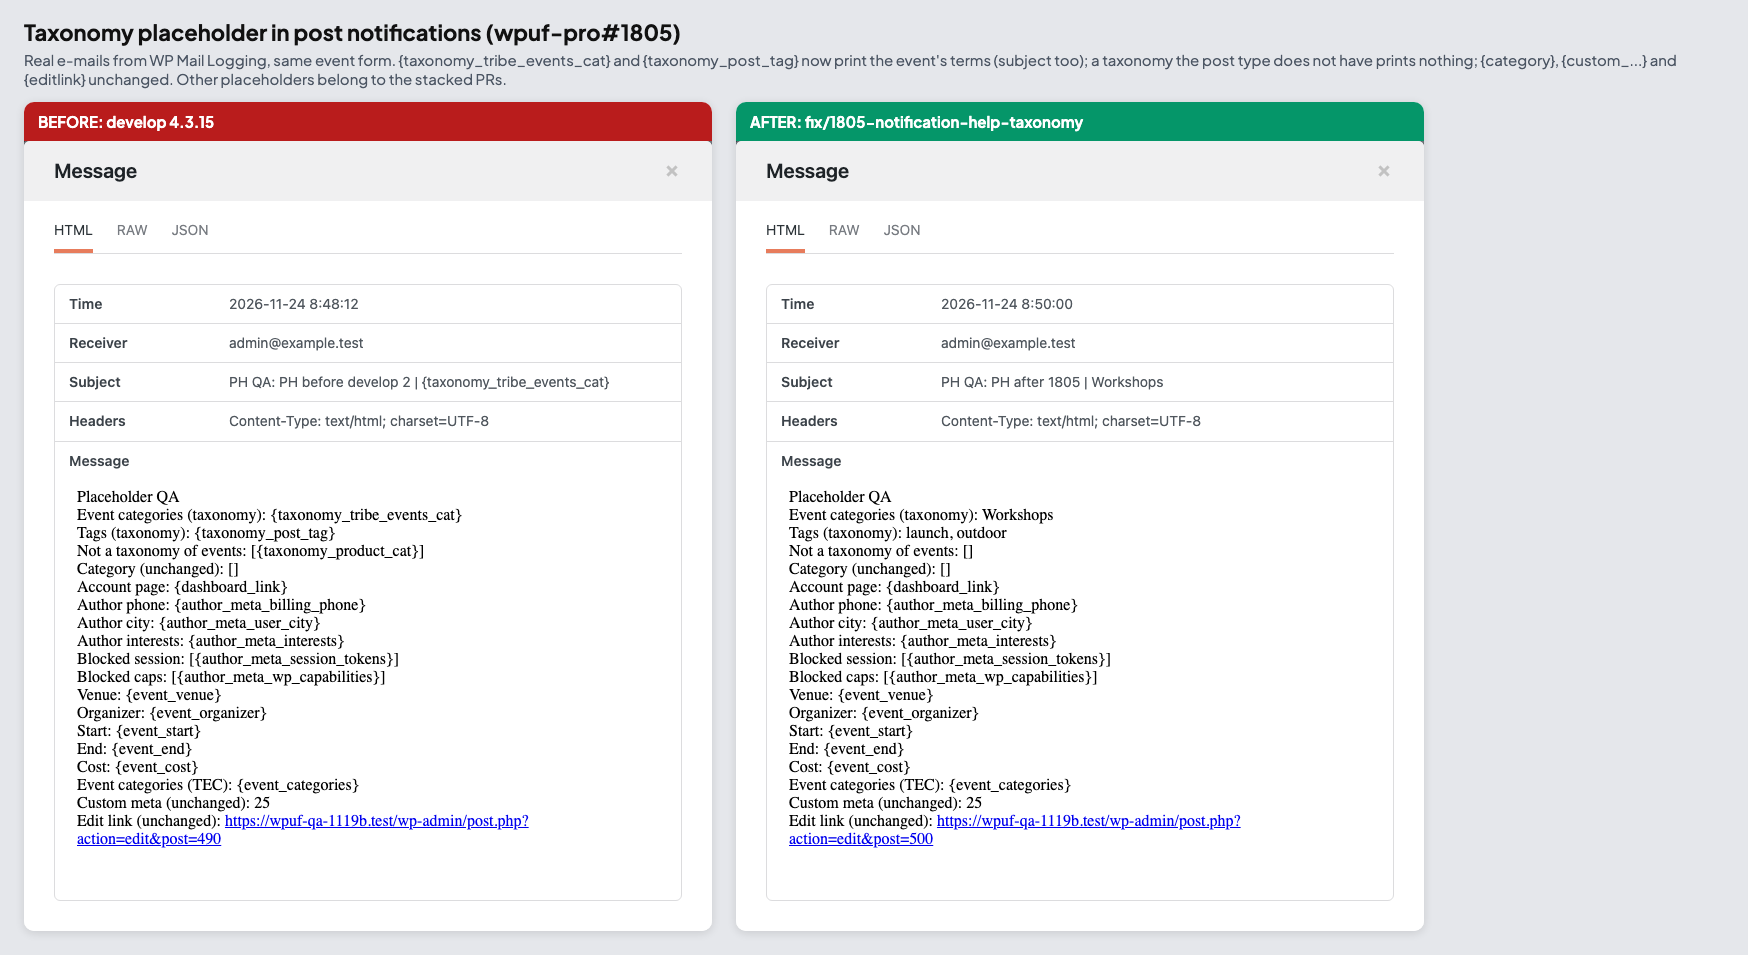 Taxonomy placeholder in post notifications (wpuf-pro#1805)
Real e-mails from WP Mail Logging, same event form. {taxonomy_tribe_events_cat} and {taxonomy_post_tag} now print the event's terms (subject too); a taxonomy the post type does not have prints nothing; {category}, {custom_...} and
{editlink} unchanged. Other placeholders belong to the stacked PRs.
BEFORE: develop 4.3.15
Message ×
HTML RAW JSON
Time 2026-11-24 8:48:12
Receiver admin@example.test
Subject PH QA: PH before develop 2 | {taxonomy_tribe_events_cat}
Headers Content-Type: text/html; charset=UTF-8
Message
Placeholder QA
Event categories (taxonomy): {taxonomy_tribe_events_cat}
Tags (taxonomy): {taxonomy_post_tag}
Not a taxonomy of events: [{taxonomy_product_cat}]
Category (unchanged): []
Account page: {dashboard_link}
Author phone: {author_meta_billing_phone}
Author city: {author_meta_user_city}
Author interests: {author_meta_interests}
Blocked session: [{author_meta_session_tokens}]
Blocked caps: [{author_meta_wp_capabilities}]
Venue: {event_venue}
Organizer: {event_organizer}
Start: {event_start}
End: {event_end}
Cost: {event_cost}
Event categories (TEC): {event_categories}
Custom meta (unchanged): 25
Edit link (unchanged): https://wpuf-qa-1119b.test/wp-admin/post.php?
action=edit&post=490
AFTER: fix/1805-notification-help-taxonomy
Message ×
HTML RAW JSON
Time 2026-11-24 8:50:00
Receiver admin@example.test
Subject PH QA: PH after 1805 | Workshops
Headers Content-Type: text/html; charset=UTF-8
Message
Placeholder QA
Event categories (taxonomy): Workshops
Tags (taxonomy): launch, outdoor
Not a taxonomy of events: []
Category (unchanged): []
Account page: {dashboard_link}
Author phone: {author_meta_billing_phone}
Author city: {author_meta_user_city}
Author interests: {author_meta_interests}
Blocked session: [{author_meta_session_tokens}]
Blocked caps: [{author_meta_wp_capabilities}]
Venue: {event_venue}
Organizer: {event_organizer}
Start: {event_start}
End: {event_end}
Cost: {event_cost}
Event categories (TEC): {event_categories}
Custom meta (unchanged): 25
Edit link (unchanged): https://wpuf-qa-1119b.test/wp-admin/post.php?
action=edit&post=500